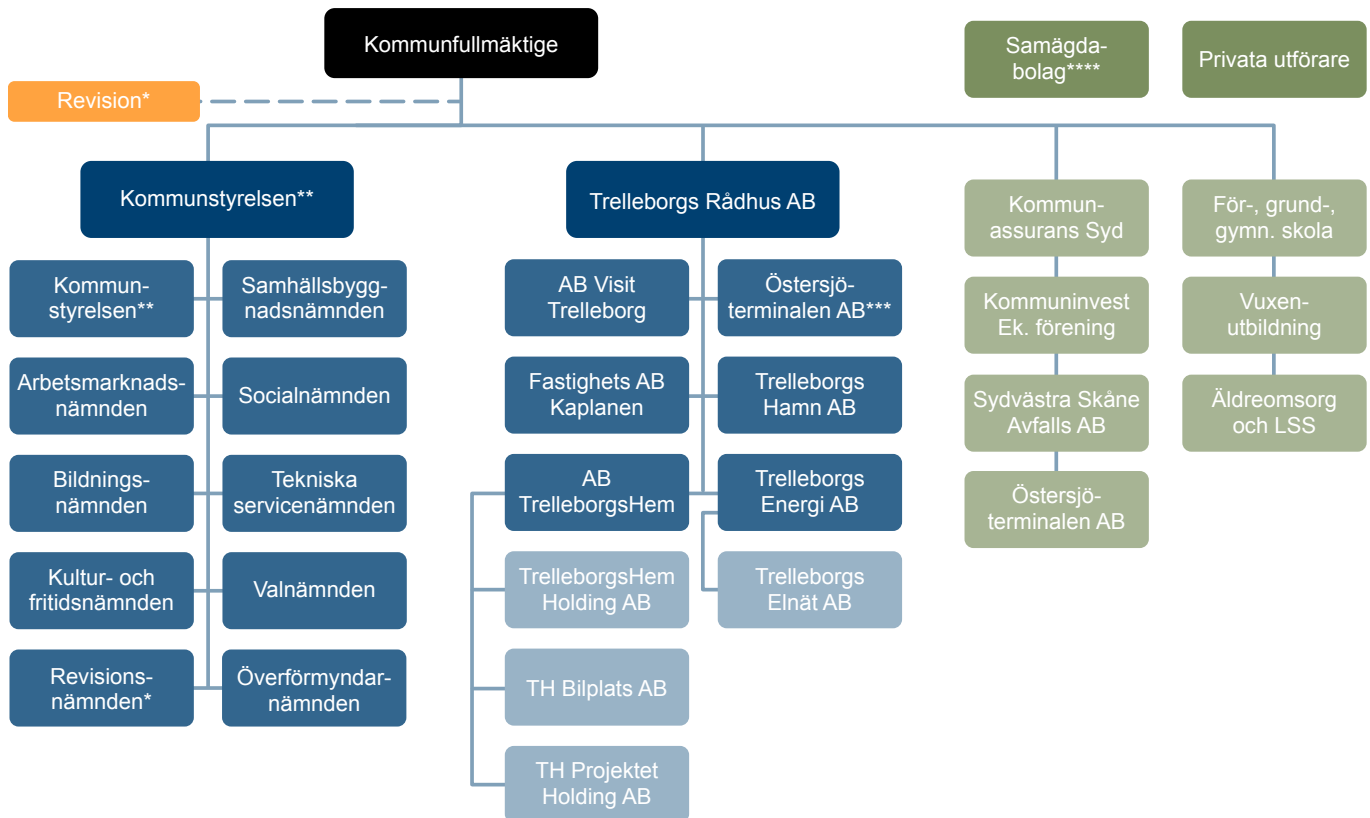 Kommunfullmäktige
Samägda-
bolag****
Privata utförare
Revision*
Kommunstyrelsen**
Trelleborgs Rådhus AB
Kommun-
assurans Syd
För-, grund-,
gymn. skola
Kommun-
styrelsen**
Samhällsbygg-
nadsnämnden
AB Visit
Trelleborg
Östersjö-
terminalen AB***
Kommuninvest
Ek. förening
Vuxen-
utbildning
Arbetsmarknads-
nämnden
Socialnämnden
Fastighets AB
Kaplanen
Trelleborgs
Hamn AB
Sydvästra Skåne
Avfalls AB
Äldreomsorg
och LSS
Bildnings-
nämnden
Tekniska
servicenämnden
AB
TrelleborgsHem
Trelleborgs
Energi AB
Östersjö-
terminalen AB
Kultur- och
fritidsnämnden
Valnämnden
TrelleborgsHem
Holding AB
Trelleborgs
Elnät AB
Revisions-
nämnden*
Överförmyndar-
nämnden
TH Bilplats AB
TH Projektet
Holding AB